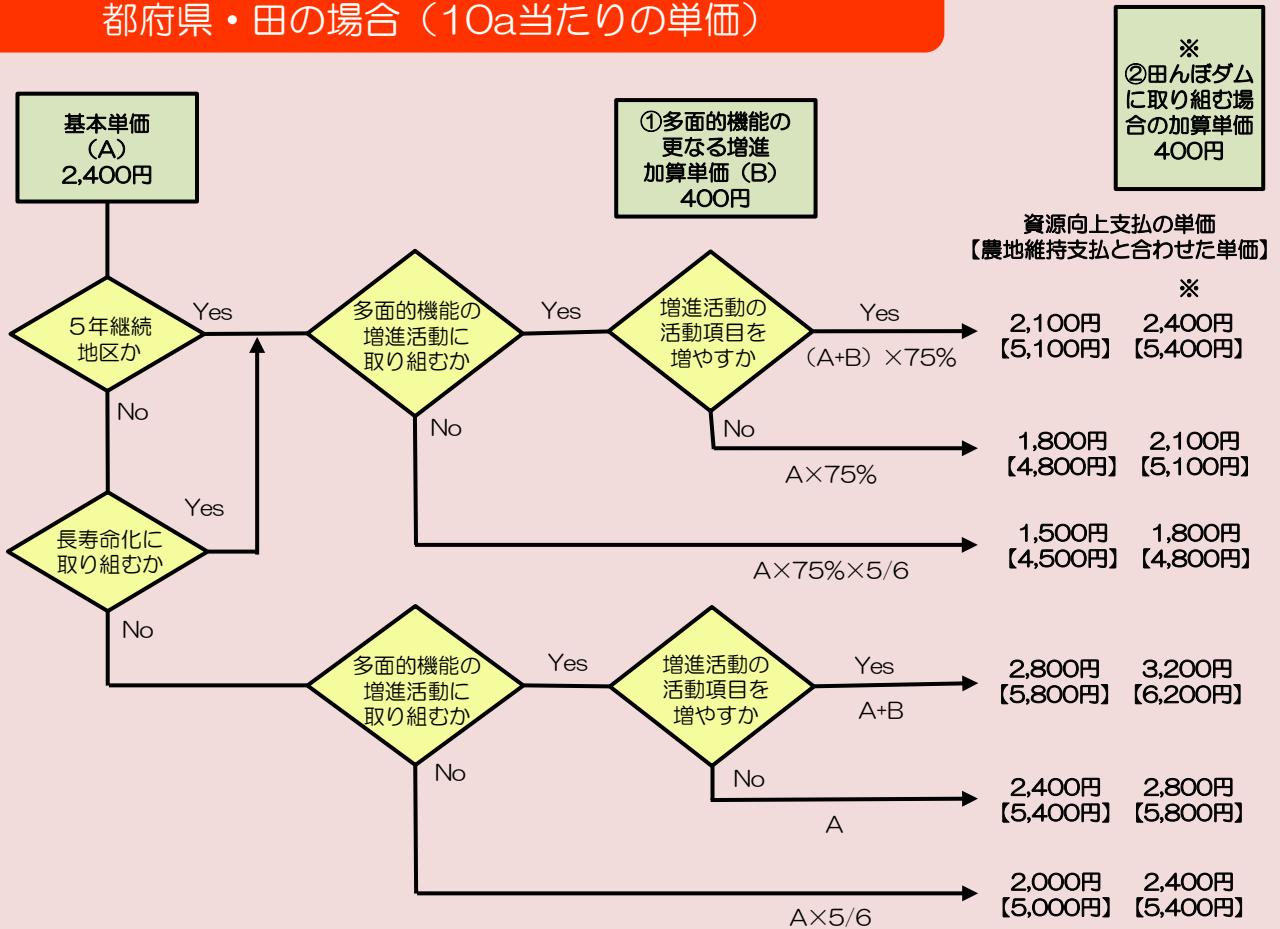 都府県・田の場合（10a当たりの単価）
※
②田んぼダム
に取り組む場
合の加算単価
400円
基本単価
（A）
2,400円
①多面的機能の
更なる増進
加算単価（B）
400円
資源向上支払の単価
【農地維持支払と合わせた単価】
※
５年継続
地区か
Yes
No
多面的機能の
増進活動に
取り組むか
Yes
No
増進活動の
活動項目を
増やすか
Yes
（A+B）×75%
2,100円 2,400円
【5,100円】 【5,400円】
No
A×75%
1,800円 2,100円
【4,800円】 【5,100円】
A×75%×5/6
1,500円 1,800円
【4,500円】 【4,800円】
長寿命化に
取り組むか
Yes
No
多面的機能の
増進活動に
取り組むか
Yes
No
増進活動の
活動項目を
増やすか
Yes
A+B
2,800円 3,200円
【5,800円】 【6,200円】
No
A
2,400円 2,800円
【5,400円】 【5,800円】
A×5/6
2,000円 2,400円
【5,000円】 【5,400円】